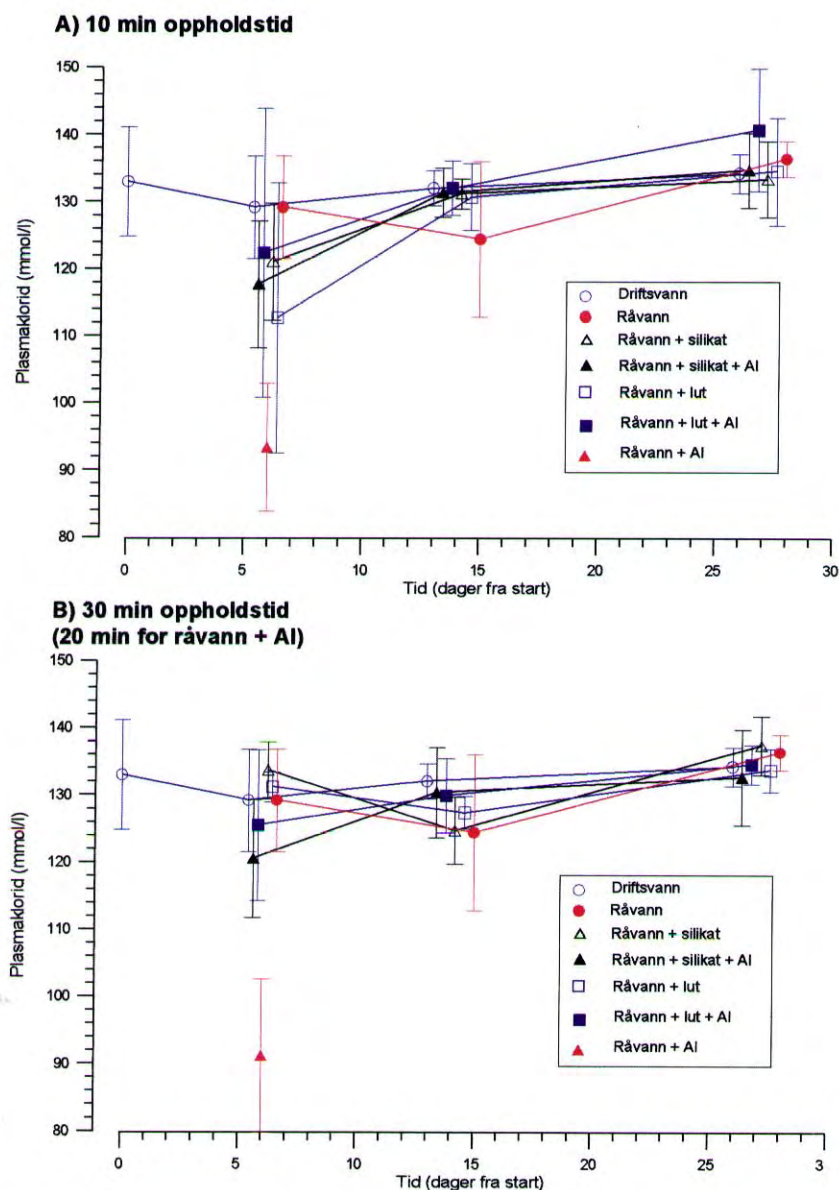 A) 10 min oppholdstid
150
140
130
120
110
100
90
80
Plasmaklorid (mmol/l)
0 5 10 15 20 25 30
Tid (dager fra start)
Driftsvann
Råvann
Råvann + silikat
Råvann + silikat + Al
Råvann + lut
Råvann + lut + Al
Råvann + Al
B) 30 min oppholdstid
(20 min for råvann + Al)
150
140
130
120
110
100
90
80
Plasmaklorid (mmol/l)
0 5 10 15 20 25 3
Tid (dager fra start)
Driftsvann
Råvann
Råvann + silikat
Råvann + silikat + Al
Råvann + lut
Råvann + lut + Al
Råvann + Al